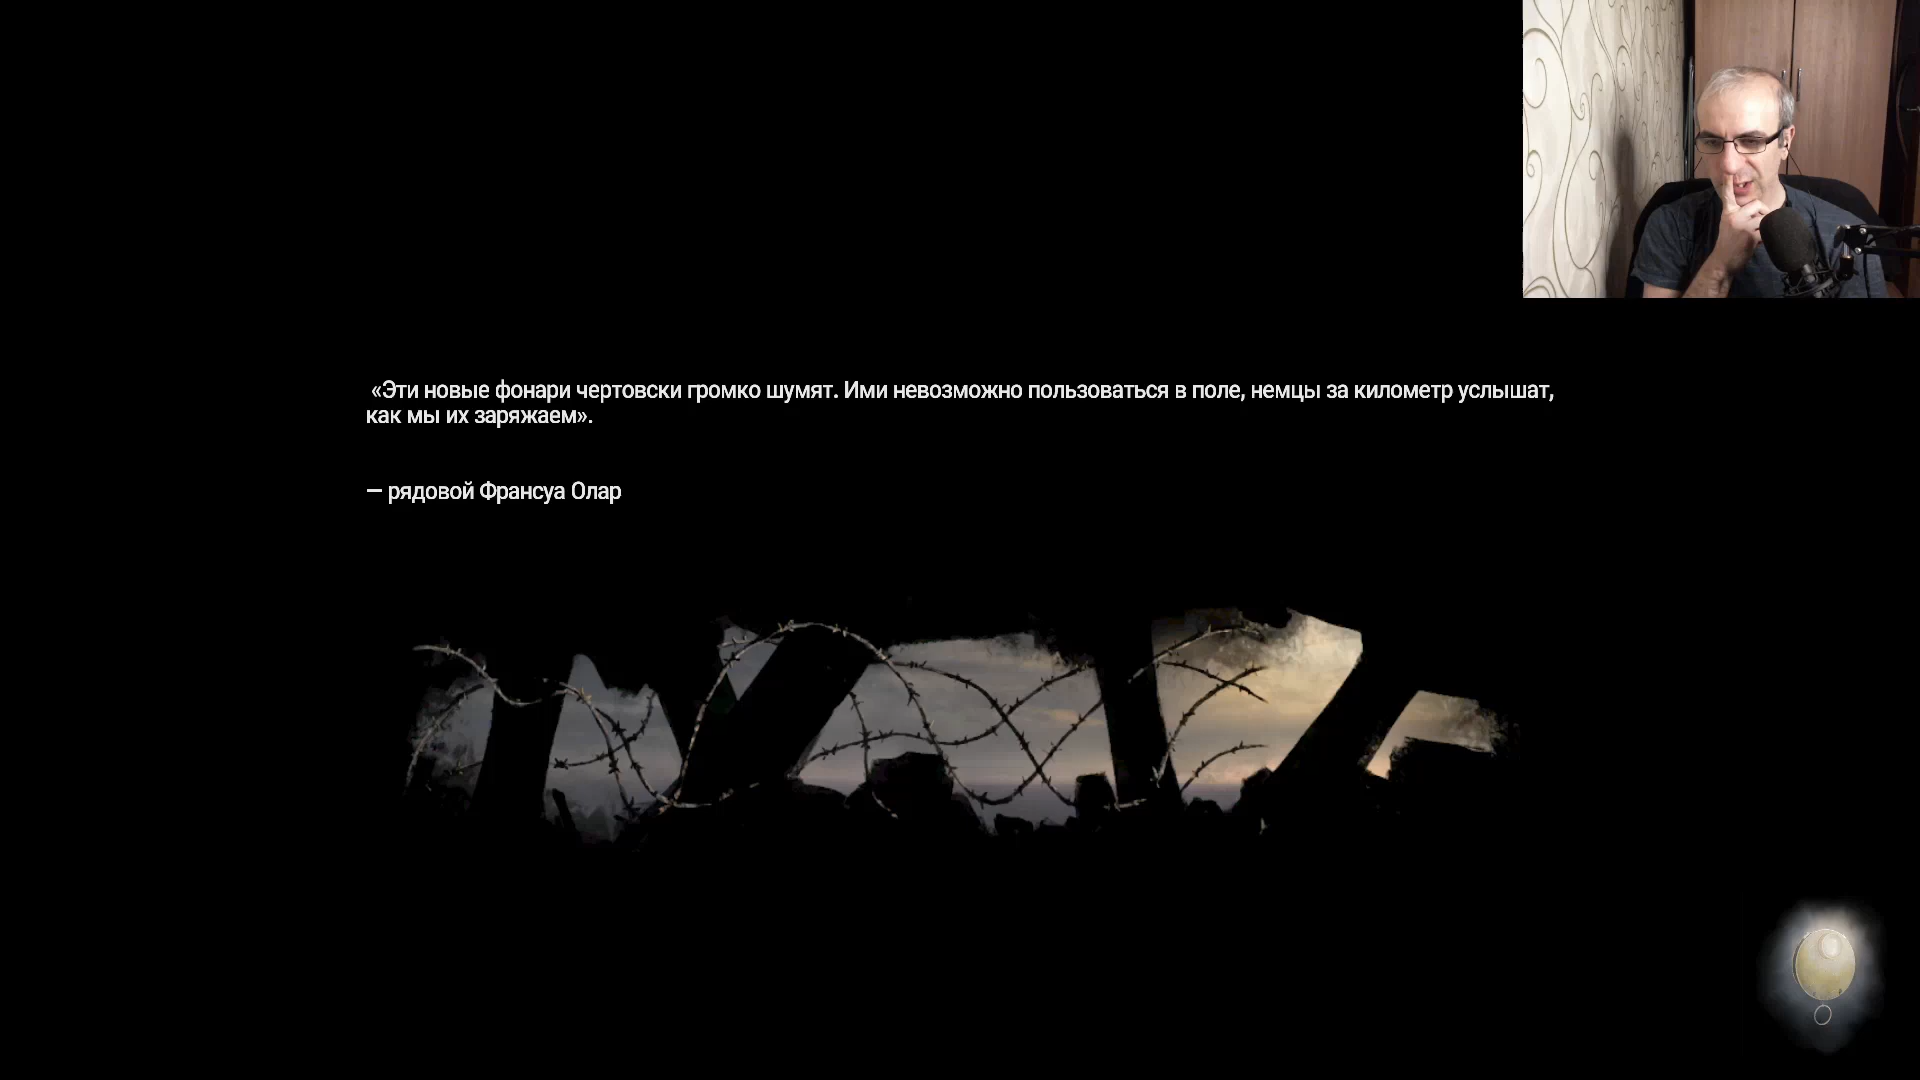 «Эти новые фонари чертовски громко шумят. Ими невозможно пользоваться в поле, немцы за километр услышат,
как мы их заряжаем».
— рядовой Франсуа Олар